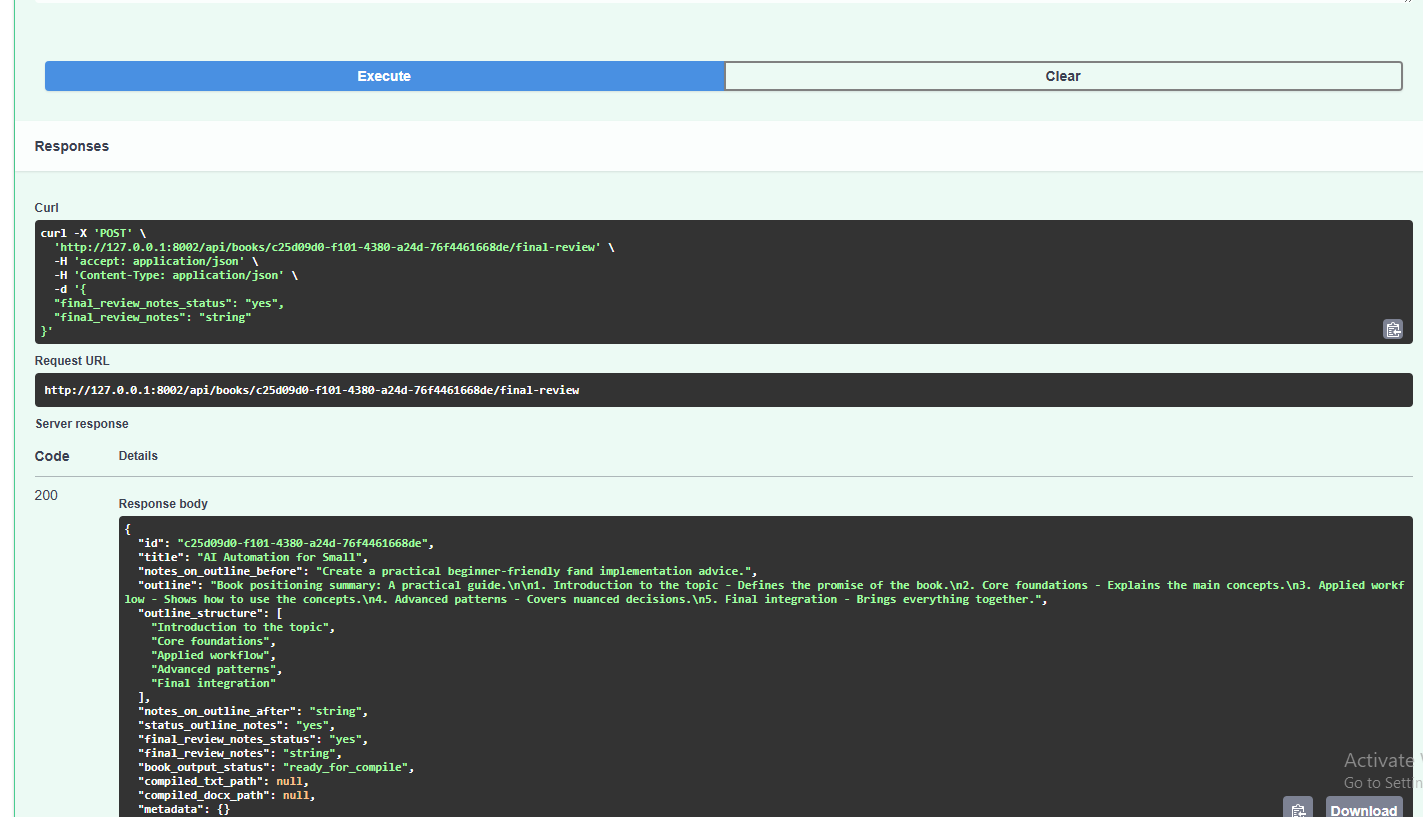 Execute
Clear
Responses
Curl
curl -X 'POST' \
  'http://127.0.0.1:8002/api/books/c25d09d0-f101-4380-a24d-76f4461668de/final-review' \
  -H 'accept: application/json' \
  -H 'Content-Type: application/json' \
  -d '{
  "final_review_notes_status": "yes",
  "final_review_notes": "string"
}'
Request URL
http://127.0.0.1:8002/api/books/c25d09d0-f101-4380-a24d-76f4461668de/final-review
Server response
Code Details
200
Response body
{
  "id": "c25d09d0-f101-4380-a24d-76f4461668de",
  "title": "AI Automation for Small",
  "notes_on_outline_before": "Create a practical beginner-friendly fand implementation advice.",
  "outline": "Book positioning summary: A practical guide.\n\n1. Introduction to the topic - Defines the promise of the book.\n2. Core foundations - Explains the main concepts.\n3. Applied workf
low - Shows how to use the concepts.\n4. Advanced patterns - Covers nuanced decisions.\n5. Final integration - Brings everything together.",
  "outline_structure": [
    "Introduction to the topic",
    "Core foundations",
    "Applied workflow",
    "Advanced patterns",
    "Final integration"
  ],
  "notes_on_outline_after": "string",
  "status_outline_notes": "yes",
  "final_review_notes_status": "yes",
  "final_review_notes": "string",
  "book_output_status": "ready_for_compile",
  "compiled_txt_path": null,
  "compiled_docx_path": null,
  "metadata": {}
Activate
Go to Settin
Download